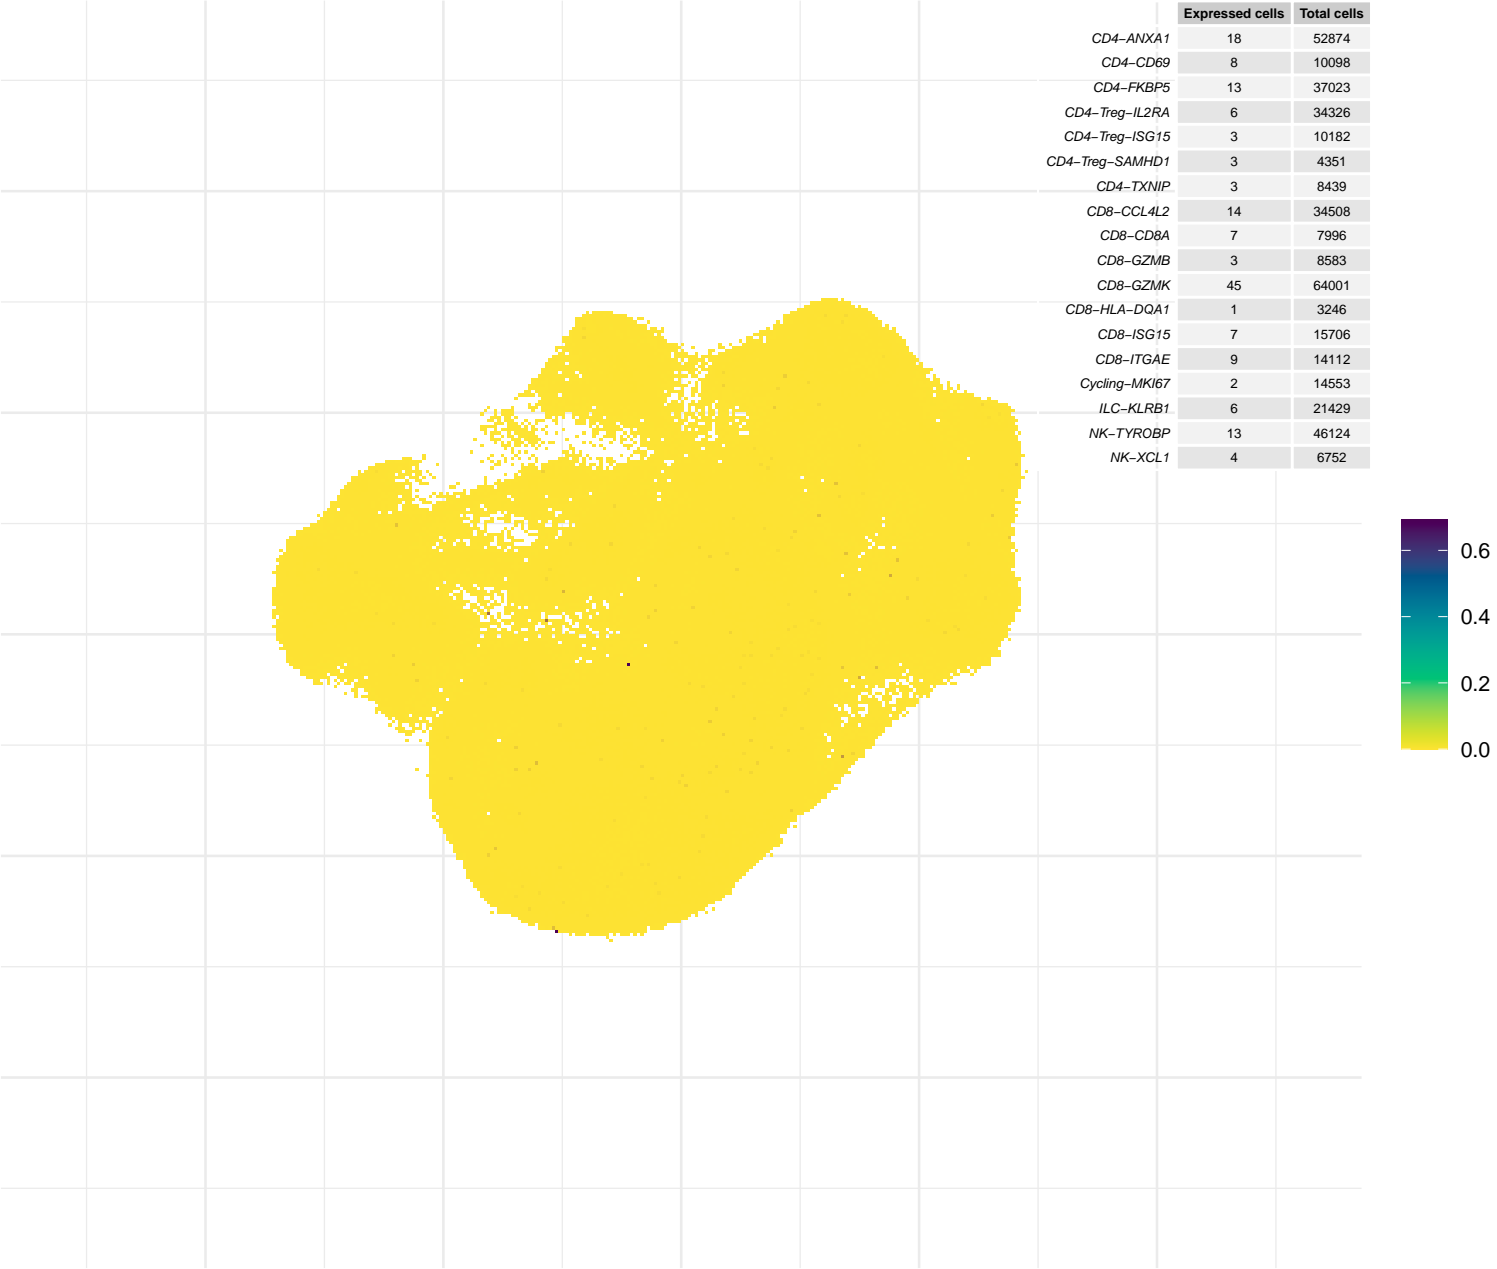 Expressed cells Total cells
CD4−ANXA1 18 52874
CD4−CD69 8 10098
CD4−FKBP5 13 37023
CD4−Treg−IL2RA 6 34326
CD4−Treg−ISG15 3 10182
CD4−Treg−SAMHD1 3 4351
CD4−TXNIP 3 8439
CD8−CCL4L2 14 34508
CD8−CD8A 7 7996
CD8−GZMB 3 8583
CD8−GZMK 45 64001
CD8−HLA−DQA1 1 3246
CD8−ISG15 7 15706
CD8−ITGAE 9 14112
Cycling−MKI67 2 14553
ILC−KLRB1 6 21429
NK−TYROBP 13 46124
NK−XCL1 4 6752
0.6
0.4
0.2
0.0